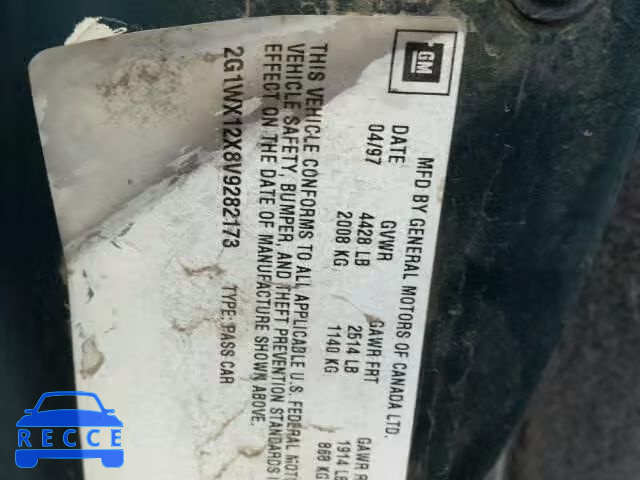 GM
MFD BY GENERAL MOTORS OF CANADA LTD.
DATE GVWR GAWR FRT GAWR R
04/97 4428 LB 2514 LB 1914 LB
2008 KG 1140 KG 868 KG
THIS VEHICLE CONFORMS TO ALL APPLICABLE U.S. FEDERAL MOTO
VEHICLE SAFETY, BUMPER, AND THEFT PREVENTION STANDARDS I
EFFECT ON THE DATE OF MANUFACTURE SHOWN ABOVE.
2G1WX12X8V9282173 TYPE: PASS CAR
RECCE